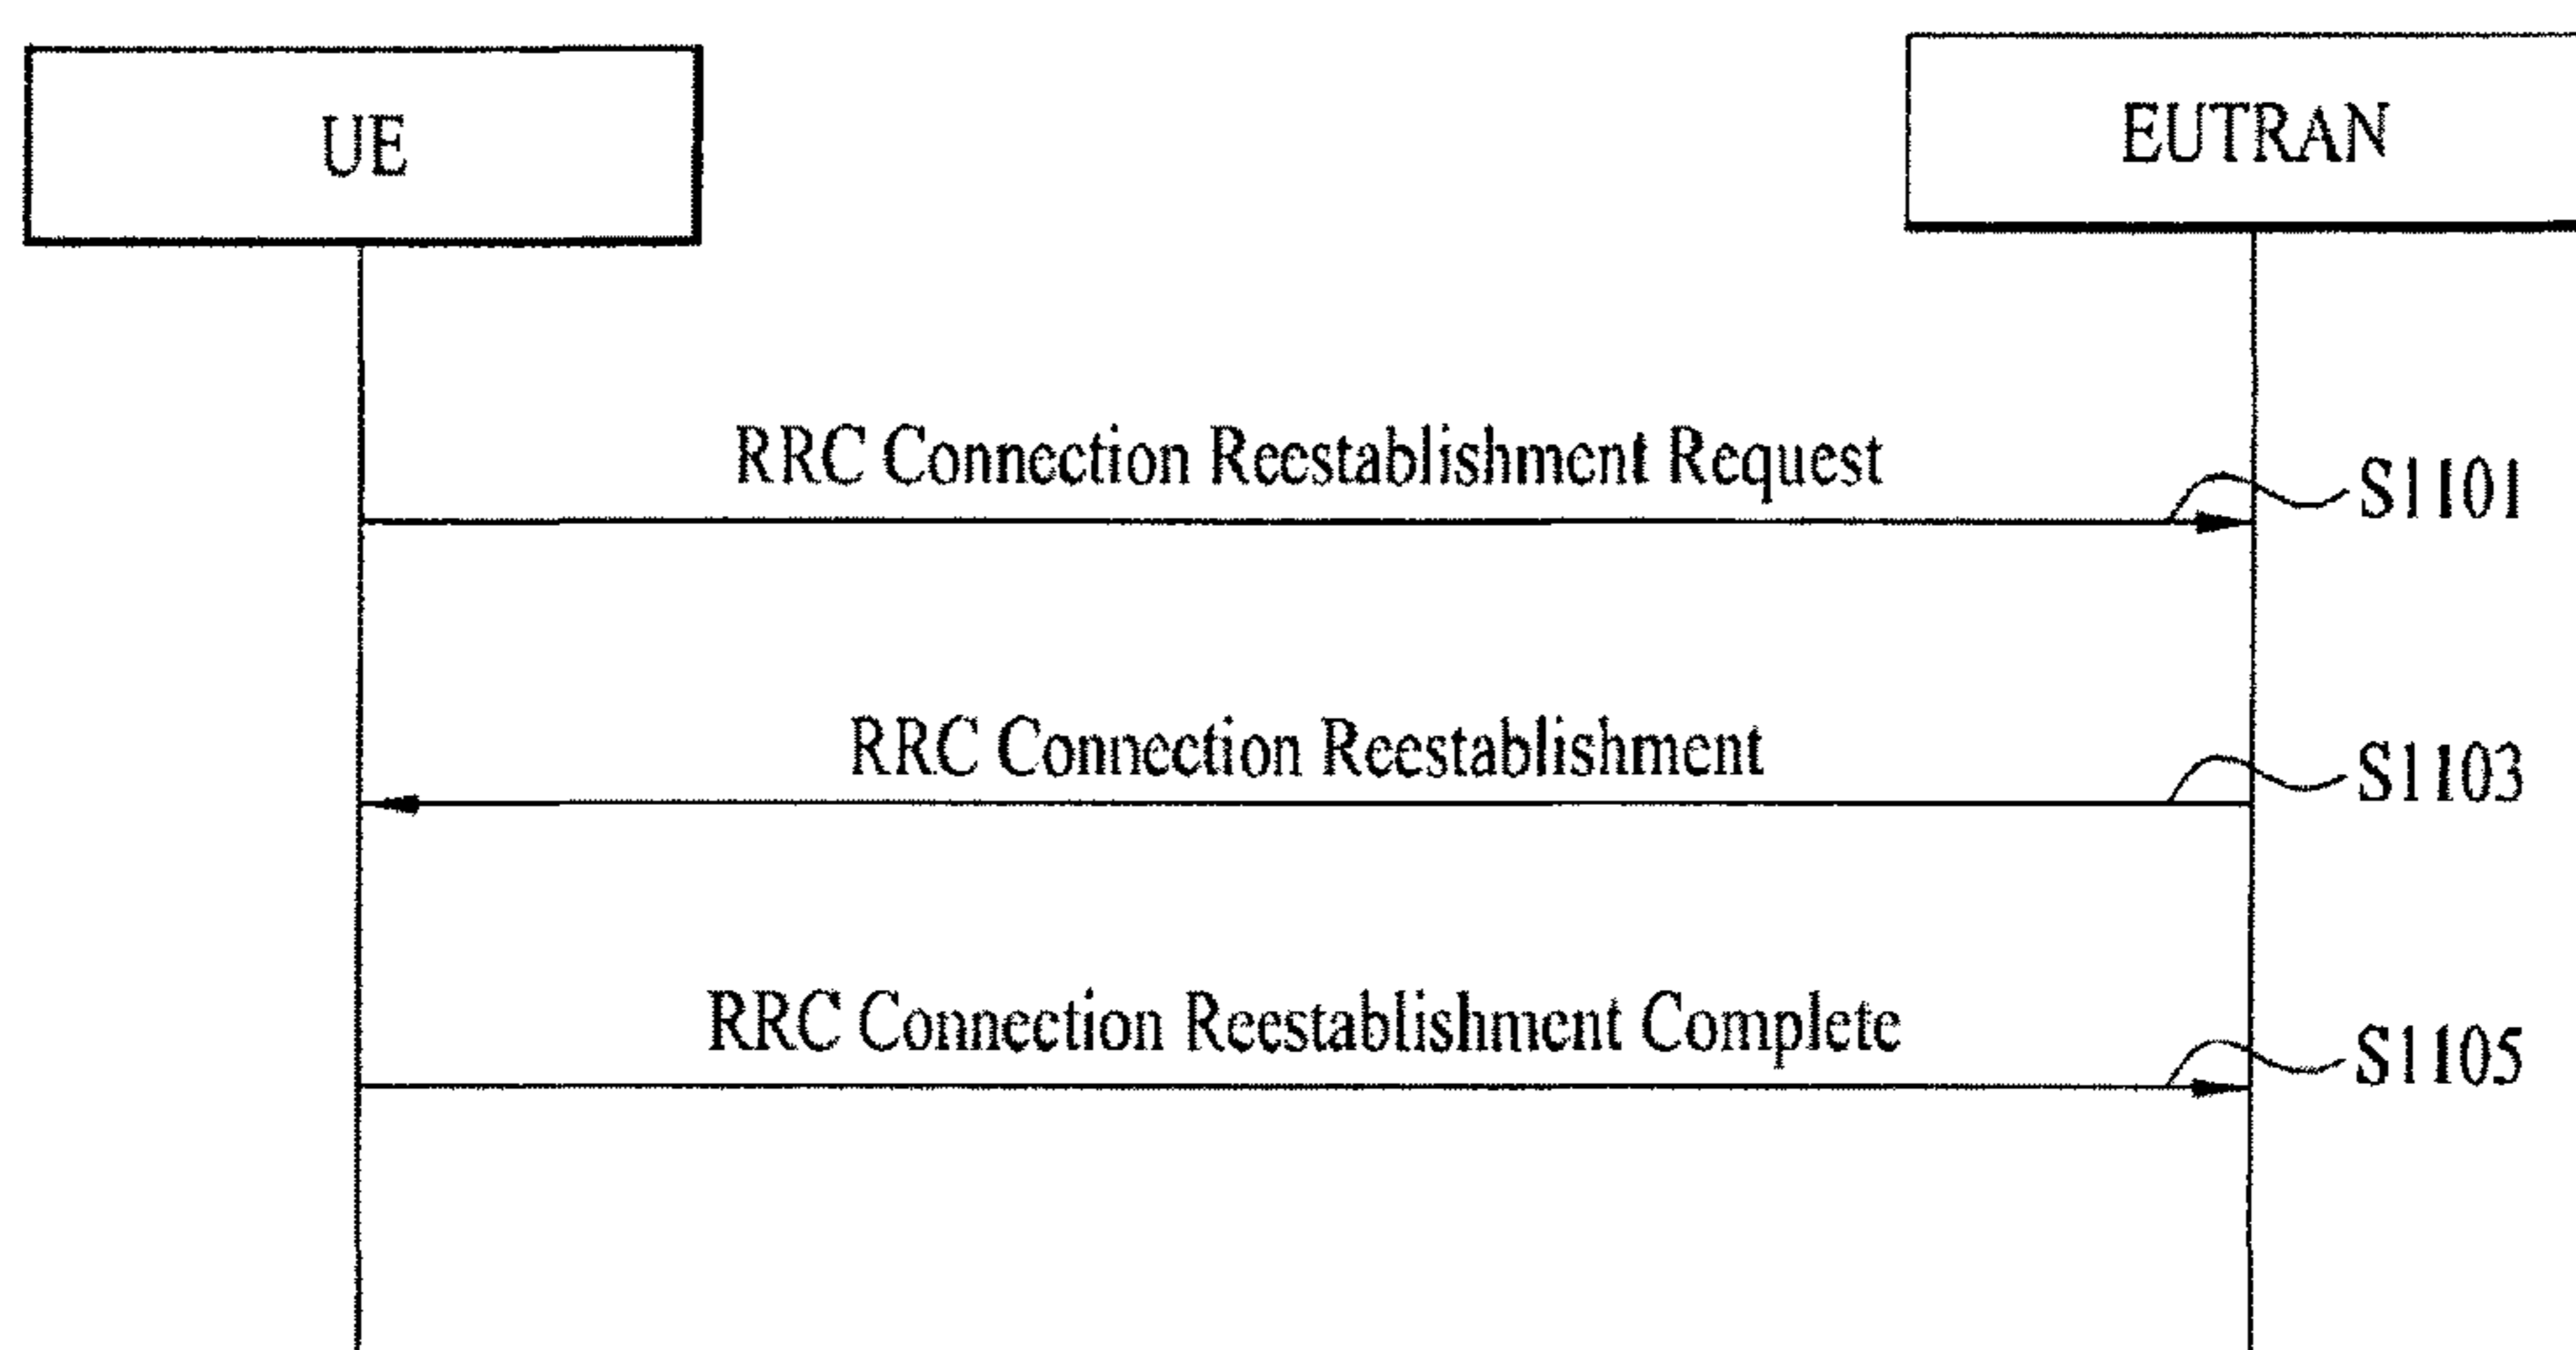 UE
EUTRAN
RRC Connection Reestablishment Request
S1101
RRC Connection Reestablishment
S1103
RRC Connection Reestablishment Complete
S1105